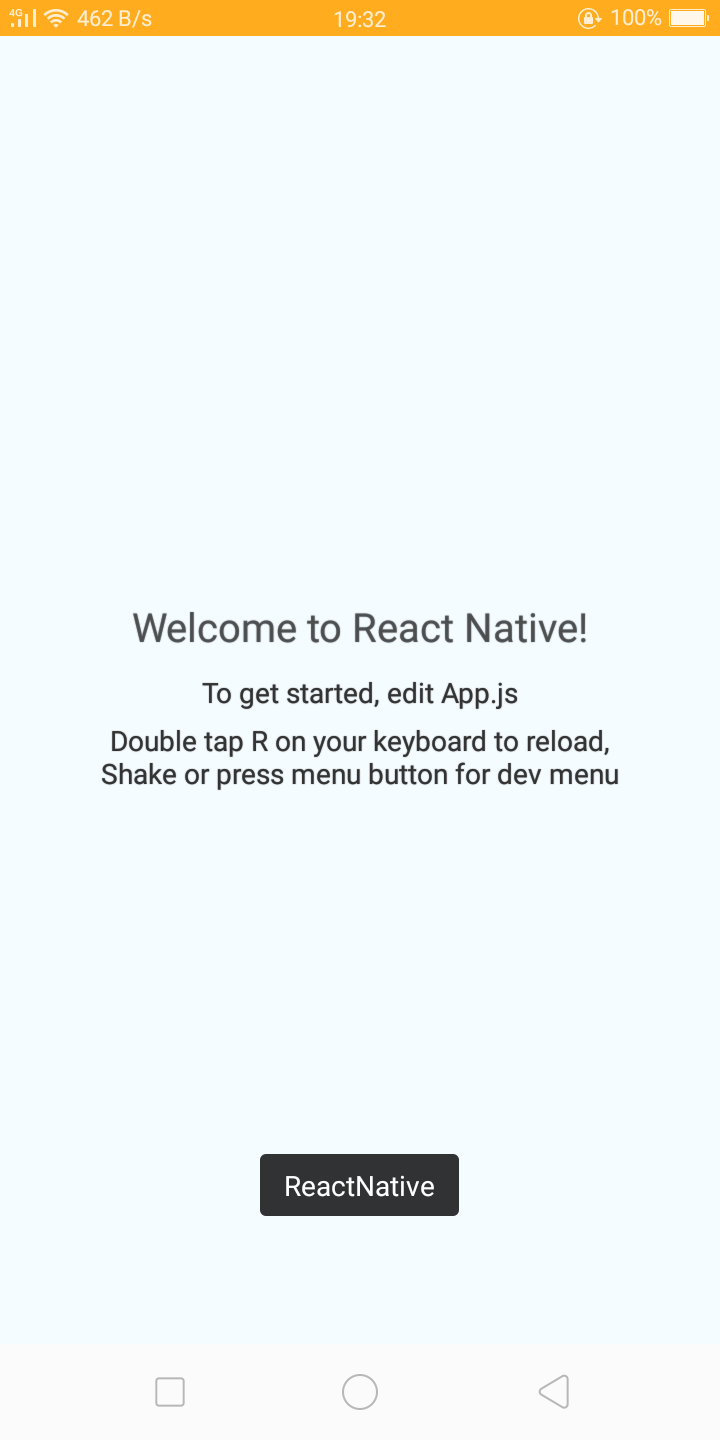 4G 462 B/s 19:32 100%
Welcome to React Native!
To get started, edit App.js
Double tap R on your keyboard to reload,
Shake or press menu button for dev menu
ReactNative